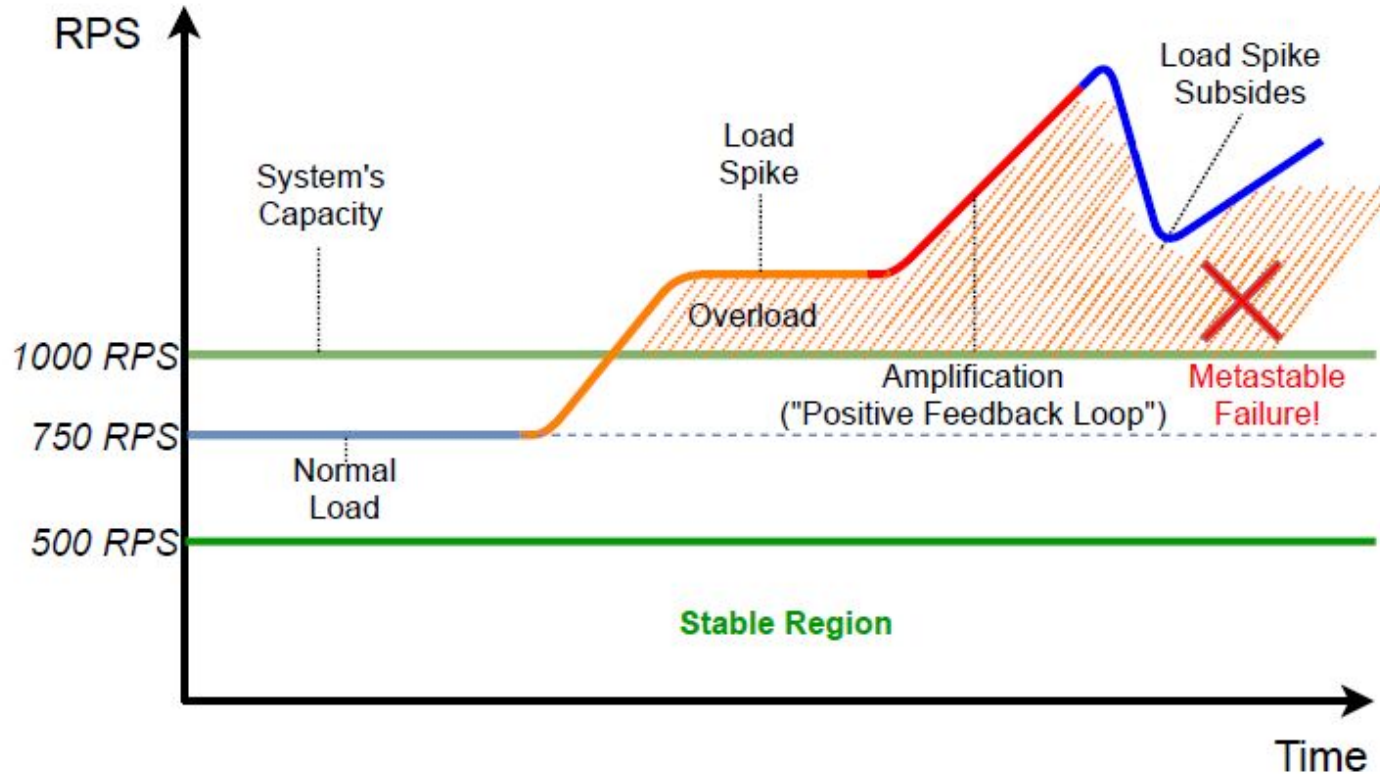 RPS
Load Spike
Subsides
Load
Spike
System's
Capacity
Overload
1000 RPS
Amplification
("Positive Feedback Loop")
Metastable
Failure!
750 RPS
Normal
Load
500 RPS
Stable Region
Time